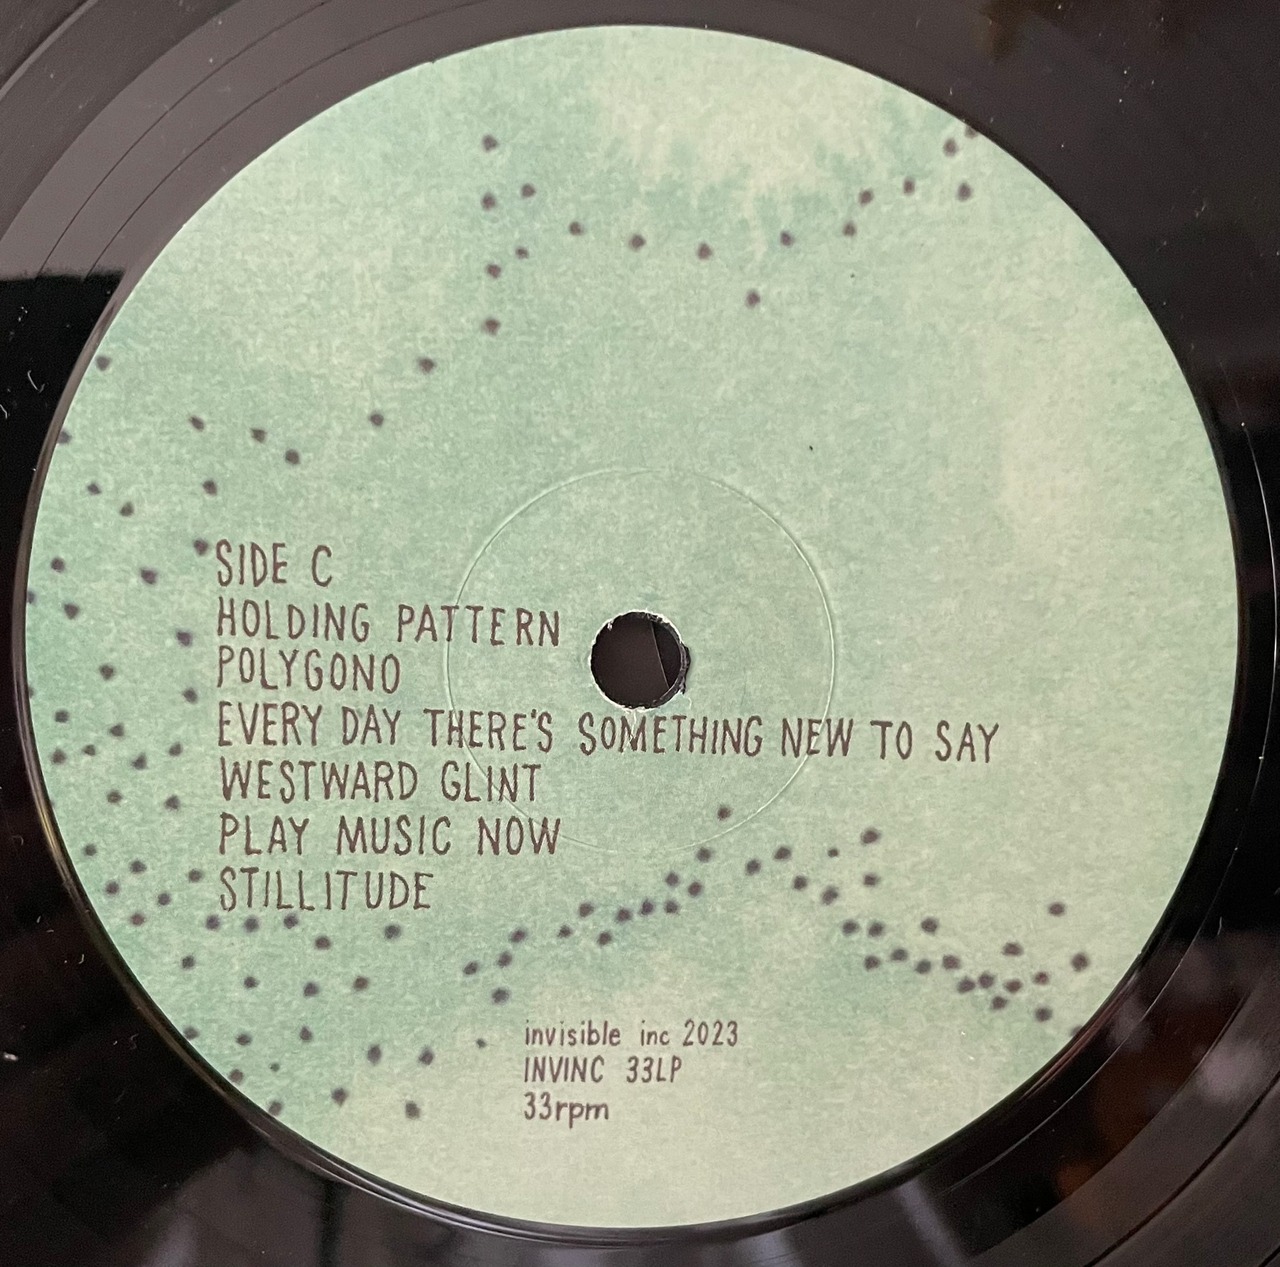 SIDE C
HOLDING PATTERN
POLYGONO
EVERY DAY THERE'S SOMETHING NEW TO SAY
WESTWARD GLINT
PLAY MUSIC NOW
STILLITUDE
invisible inc 2023
INVINC 33LP
33rpm